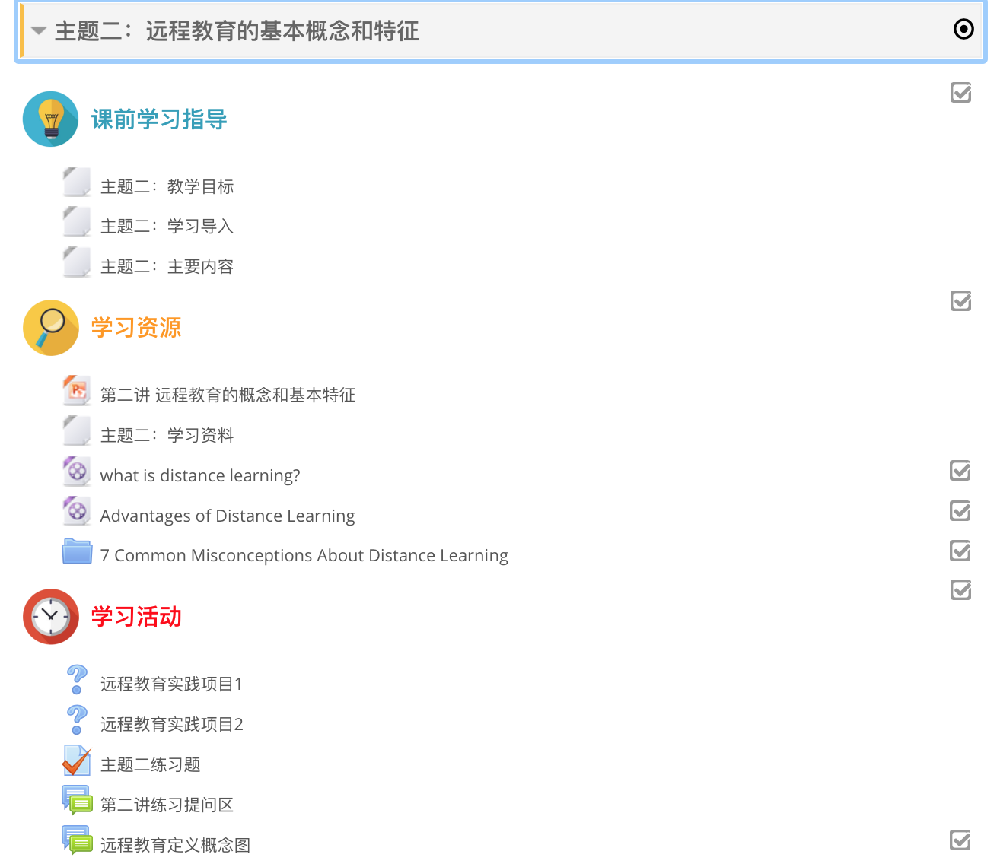 主题二：远程教育的基本概念和特征
课前学习指导
主题二：教学目标
主题二：学习导入
主题二：主要内容
学习资源
第二讲 远程教育的概念和基本特征
主题二：学习资料
what is distance learning?
Advantages of Distance Learning
7 Common Misconceptions About Distance Learning
学习活动
远程教育实践项目1
远程教育实践项目2
主题二练习题
第二讲练习提问区
远程教育定义概念图